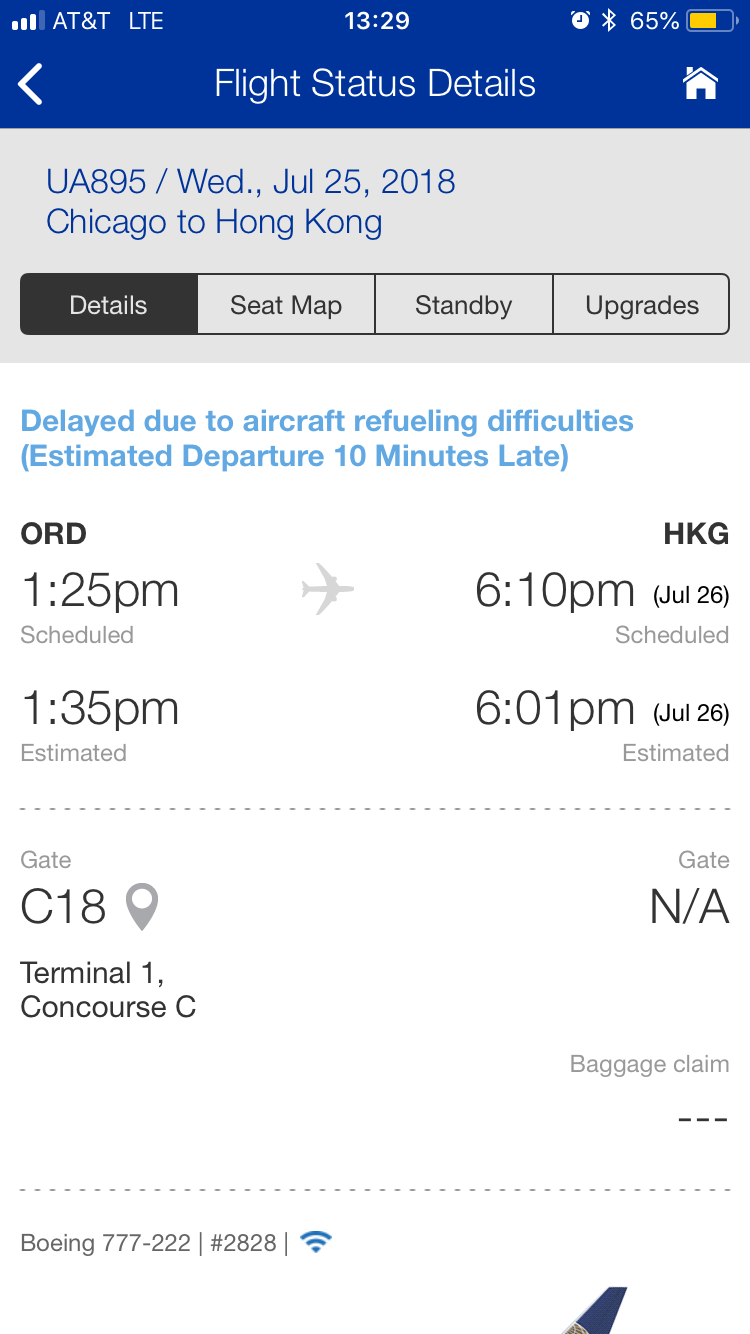 AT&T LTE 13:29 65%
Flight Status Details
UA895 / Wed., Jul 25, 2018
Chicago to Hong Kong
Details Seat Map Standby Upgrades
Delayed due to aircraft refueling difficulties
(Estimated Departure 10 Minutes Late)
ORD HKG
1:25pm 6:10pm (Jul 26)
Scheduled Scheduled
1:35pm 6:01pm (Jul 26)
Estimated Estimated
Gate Gate
C18 N/A
Terminal 1,
Concourse C
Baggage claim
---
Boeing 777-222 | #2828 |